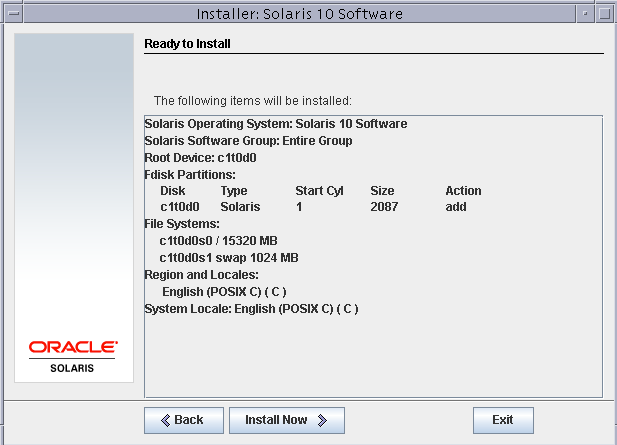 Installer: Solaris 10 Software
Ready to Install
The following items will be installed:
Solaris Operating System: Solaris 10 Software
Solaris Software Group: Entire Group
Root Device: c1t0d0
Fdisk Partitions:
Disk Type Start Cyl Size Action
c1t0d0 Solaris 1 2087 add
File Systems:
c1t0d0s0 / 15320 MB
c1t0d0s1 swap 1024 MB
Region and Locales:
English (POSIX C) ( C )
System Locale: English (POSIX C) ( C )
ORACLE
SOLARIS
Back Install Now Exit